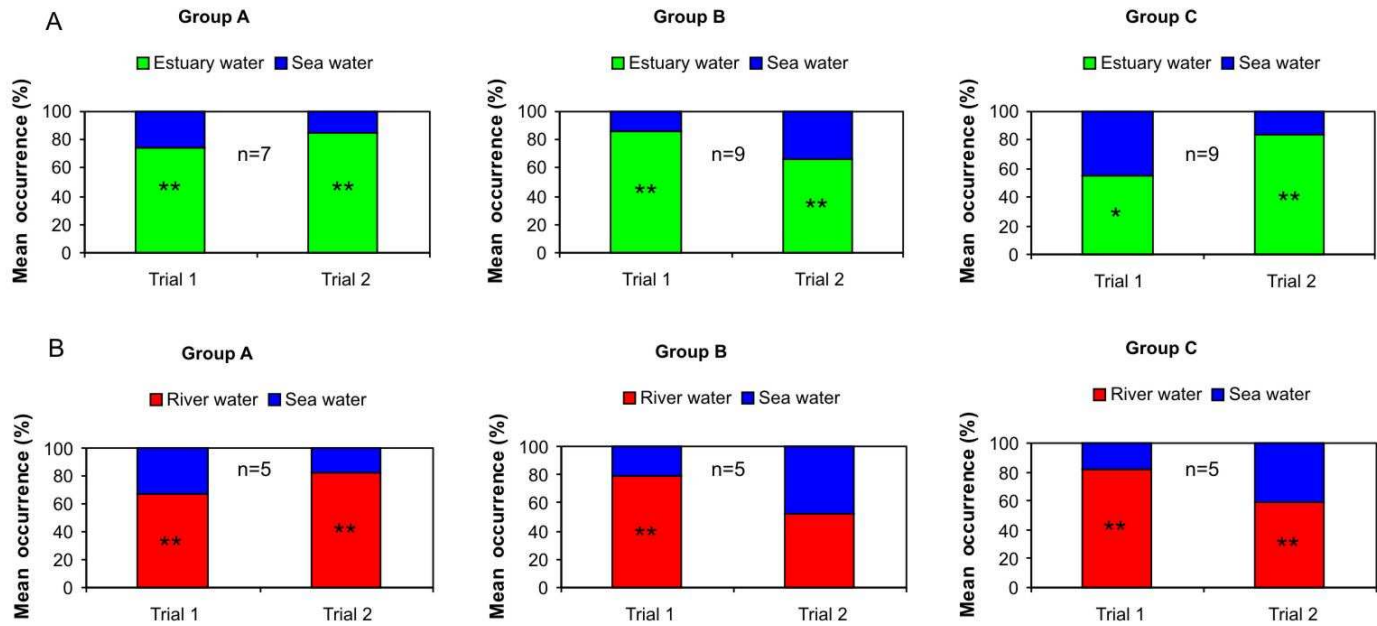 A
Group A
Group B
Group C
Estuary water Sea water
Estuary water Sea water
Estuary water Sea water
Mean occurrence (%)
100
80
60
40
20
0
**
n=7
**
Trial 1 Trial 2
Mean occurrence (%)
100
80
60
40
20
0
**
n=9
**
Trial 1 Trial 2
Mean occurrence (%)
100
80
60
40
20
0
*
n=9
**
Trial 1 Trial 2
B
Group A
Group B
Group C
River water Sea water
River water Sea water
River water Sea water
Mean occurrence (%)
100
80
60
40
20
0
**
n=5
**
Trial 1 Trial 2
Mean occurrence (%)
100
80
60
40
20
0
**
n=5
Trial 1 Trial 2
Mean occurrence (%)
100
80
60
40
20
0
**
n=5
**
Trial 1 Trial 2